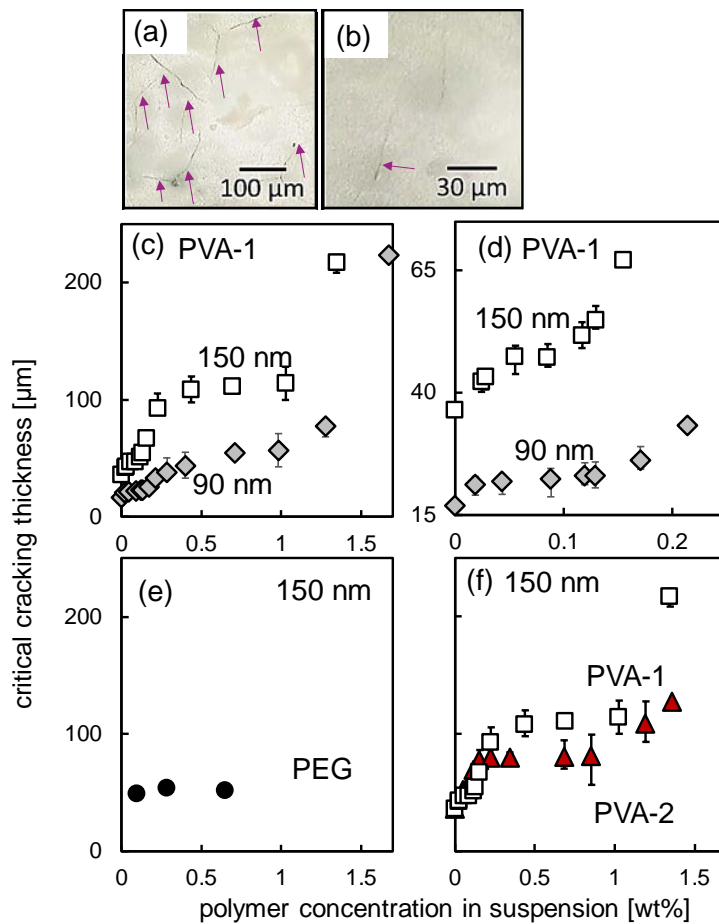 (a)
(b)
100 µm
30 µm
(c) PVA-1
(d) PVA-1
200
100
0
150 nm
90 nm
0 0.5 1 1.5
65
40
15
150 nm
90 nm
0 0.1 0.2
critical cracking thickness [µm]
(e) 150 nm
200
100
0
PEG
0 0.5 1 1.5
(f) 150 nm
PVA-1
PVA-2
0 0.5 1 1.5
polymer concentration in suspension [wt%]